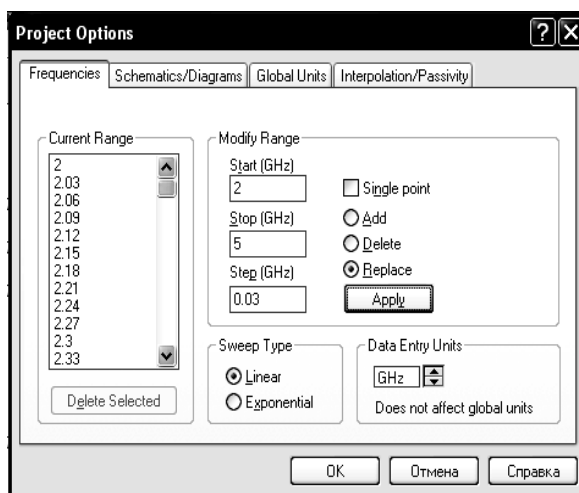 Project Options
Frequencies
Schematics/Diagrams
Global Units
Interpolation/Passivity
Current Range
2
2.03
2.06
2.09
2.12
2.15
2.18
2.21
2.24
2.27
2.3
2.33
Delete Selected
Modify Range
Start (GHz)
2
Stop (GHz)
5
Step (GHz)
0.03
Single point
Add
Delete
Replace
Apply
Sweep Type
Linear
Exponential
Data Entry Units
GHz
Does not affect global units
OK
Отмена
Справка